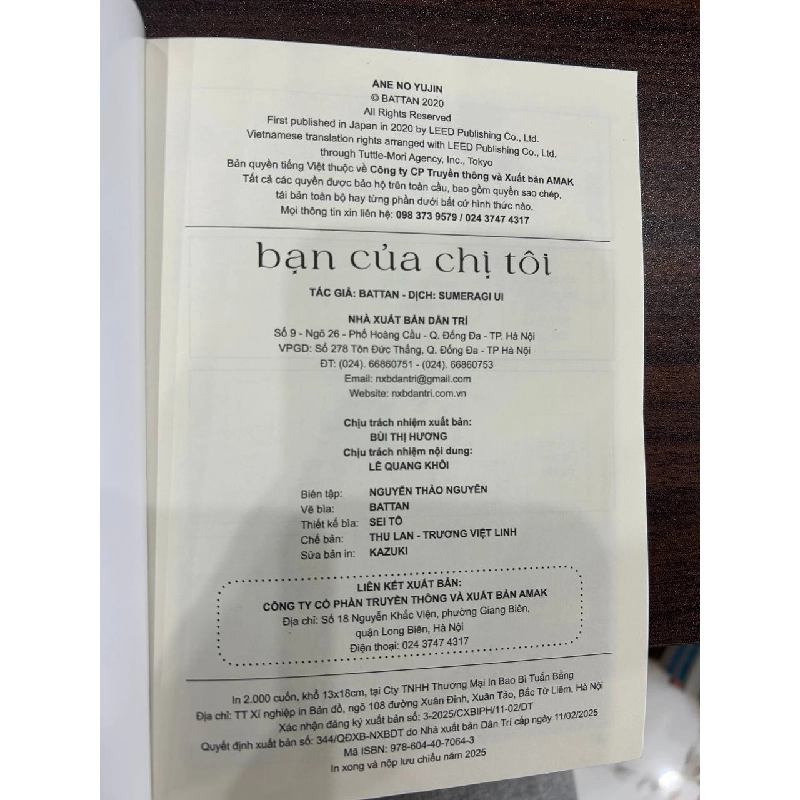 ANE NO YUJIN
© BATTAN 2020
All Rights Reserved
First published in Japan in 2020 by LEED Publishing Co., Ltd.
Vietnamese translation rights arranged with LEED Publishing Co., Ltd.
through Tuttle-Mori Agency, Inc., Tokyo
Bản quyền tiếng Việt thuộc về Công ty CP Truyền thông và Xuất bản AMAK
Tất cả các quyền được bảo hộ trên toàn cầu, bao gồm quyền sao chép,
tái bản toàn bộ hay từng phần dưới bất cứ hình thức nào.
Mọi thông tin xin liên hệ: 098 373 9579 / 024 3747 4317
bạn của chị tôi
TÁC GIẢ: BATTAN - DỊCH: SUMERAGI UI
NHÀ XUẤT BẢN DÂN TRÍ
Số 9 - Ngõ 26 - Phố Hoàng Cầu - Q. Đống Đa - TP. Hà Nội
VPGD: Số 278 Tôn Đức Thắng, Q. Đống Đa - TP Hà Nội
ĐT: (024). 66860751 - (024). 66860753
Email: nxbdantri@gmail.com
Website: nxbdantri.com.vn
Chịu trách nhiệm xuất bản:
BÙI THỊ HƯƠNG
Chịu trách nhiệm nội dung:
LÊ QUANG KHÔI
Biên tập: NGUYỄN THẢO NGUYÊN
Vẽ bìa: BATTAN
Thiết kế bìa: SEI TÔ
Chế bản: THU LAN - TRƯƠNG VIỆT LINH
Sửa bản in: KAZUKI
LIÊN KẾT XUẤT BẢN:
CÔNG TY CỔ PHẦN TRUYỀN THÔNG VÀ XUẤT BẢN AMAK
Địa chỉ: Số 18 Nguyễn Khắc Viện, phường Giang Biên,
quận Long Biên, Hà Nội
Điện thoại: 024 3747 4317
In 2.000 cuốn, khổ 13x18cm, tại Cty TNHH Thương Mại In Bao Bì Tuấn Bằng
Địa chỉ: TT Xí nghiệp in Bản đồ, ngõ 108 đường Xuân Đỉnh, Xuân Tảo, Bắc Từ Liêm, Hà Nội
Xác nhận đăng ký xuất bản số: 3-2025/CXBIPH/11-02/DT
Quyết định xuất bản số: 344/QĐXB-NXBDT do Nhà xuất bản Dân Trí cấp ngày 11/02/2025
Mã ISBN: 978-604-40-7064-3
In xong và nộp lưu chiểu năm 2025